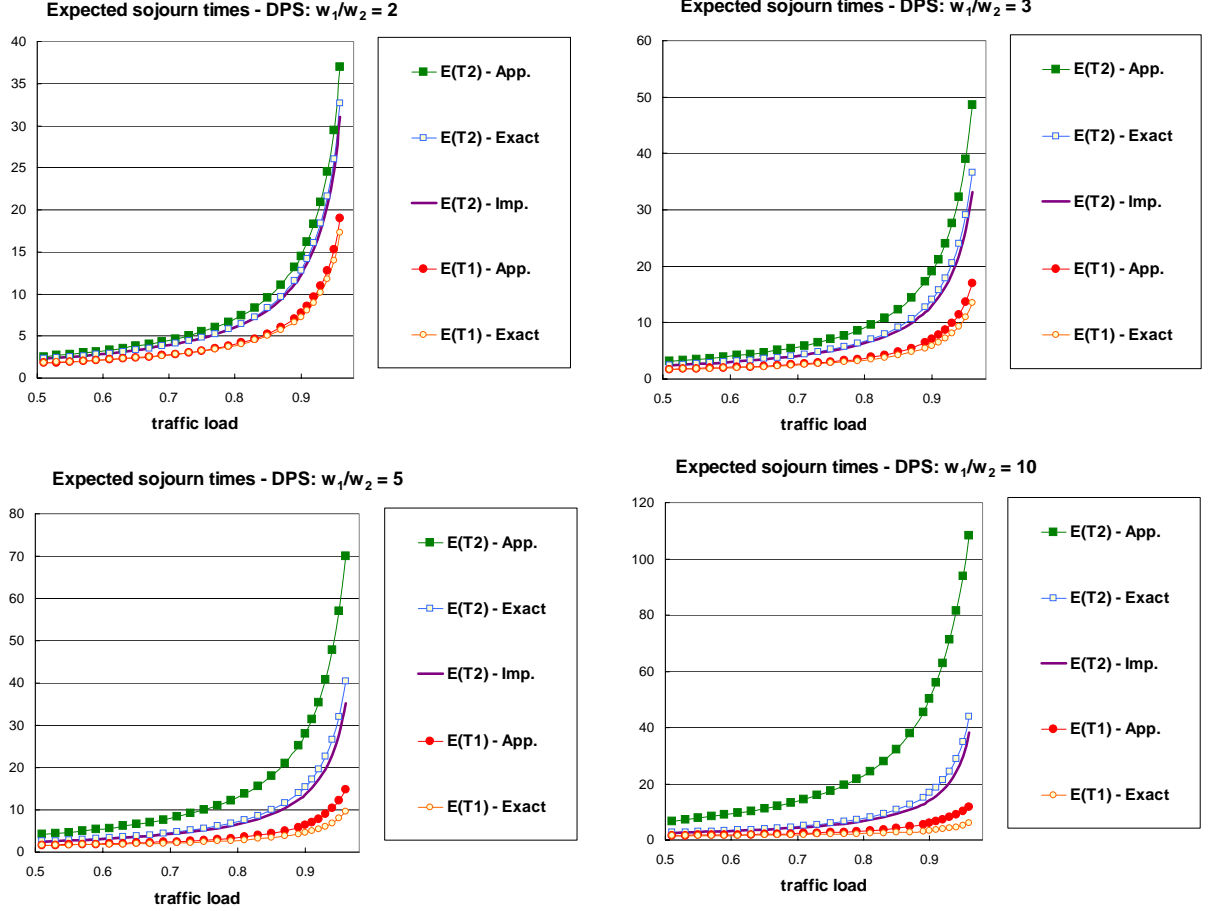 Expected sojourn times - DPS: w1/w2 = 2
40
35
30
25
20
15
10
5
0
0.5 0.6 0.7 0.8 0.9
traffic load
E(T2) - App.
E(T2) - Exact
E(T2) - Imp.
E(T1) - App.
E(T1) - Exact
Expected sojourn times - DPS: w1/w2 = 3
60
50
40
30
20
10
0
0.5 0.6 0.7 0.8 0.9
traffic load
E(T2) - App.
E(T2) - Exact
E(T2) - Imp.
E(T1) - App.
E(T1) - Exact
Expected sojourn times - DPS: w1/w2 = 5
80
70
60
50
40
30
20
10
0
0.5 0.6 0.7 0.8 0.9
traffic load
E(T2) - App.
E(T2) - Exact
E(T2) - Imp.
E(T1) - App.
E(T1) - Exact
Expected sojourn times - DPS: w1/w2 = 10
120
100
80
60
40
20
0
0.5 0.6 0.7 0.8 0.9
traffic load
E(T2) - App.
E(T2) - Exact
E(T2) - Imp.
E(T1) - App.
E(T1) - Exact